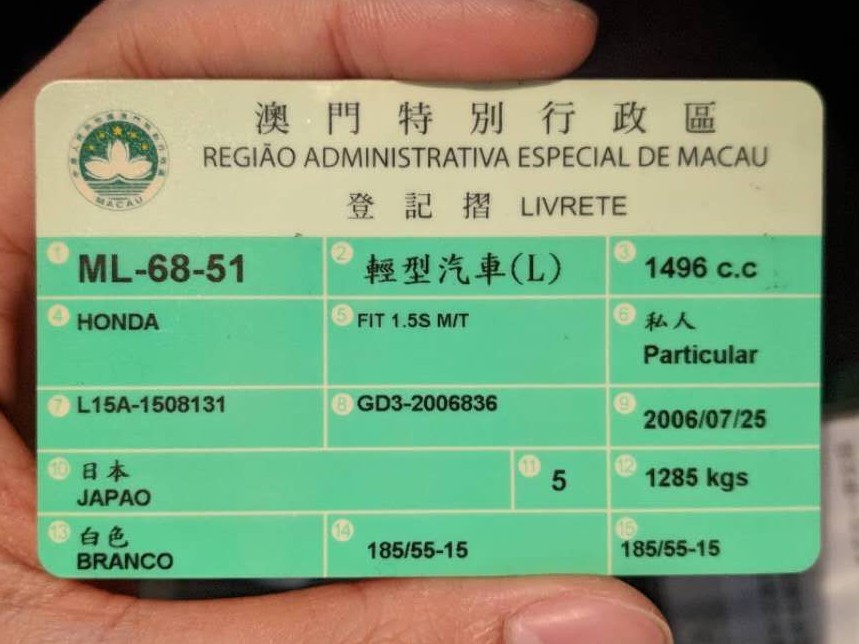 澳門特別行政區
REGIÃO ADMINISTRATIVA ESPECIAL DE MACAU
MACAU
登記摺 LIVRETE
1 ML-68-51
2 輕型汽車(L)
3 1496 c.c
4 HONDA
5 FIT 1.5S M/T
6 私人
Particular
7 L15A-1508131
8 GD3-2006836
9 2006/07/25
10 日本
JAPAO
11 5
12 1285 kgs
13 白色
BRANCO
14 185/55-15
15 185/55-15